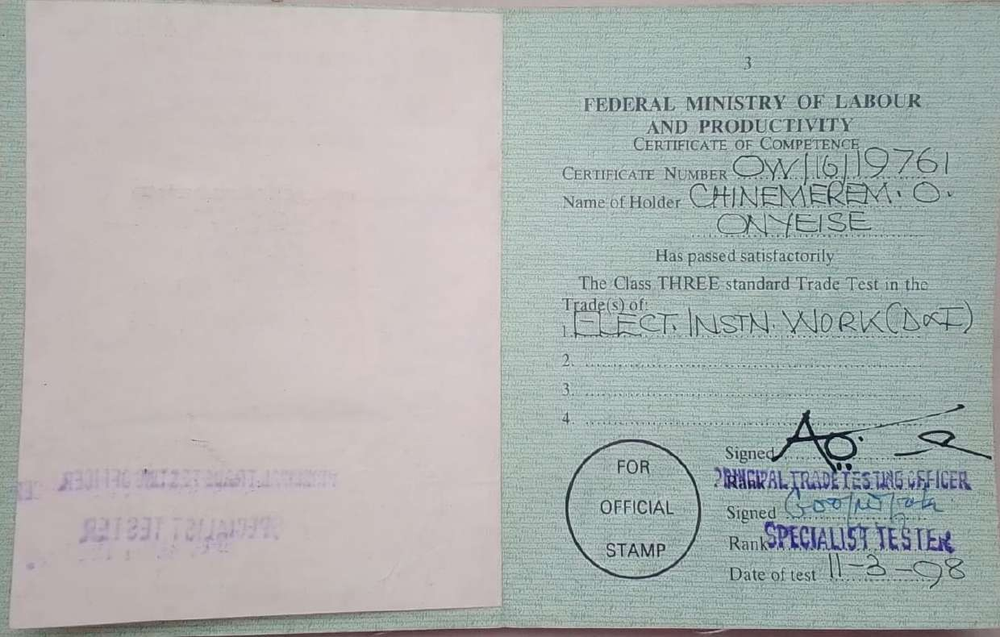 3
FEDERAL MINISTRY OF LABOUR
AND PRODUCTIVITY
CERTIFICATE OF COMPETENCE
CERTIFICATE NUMBER OW/16/19761
Name of Holder CHINEMEREM. O.
ONYEISE
Has passed satisfactorily
The Class THREE standard Trade Test in the
Trade(s) of:
1. ELECT. INSTN. WORK (D&I)
2.
3.
4.
FOR
OFFICIAL
STAMP
Signed
Rank PRINCIPAL TRADE TESTING OFFICER
Signed
Rank SPECIALIST TESTER
Date of test 11-3-98